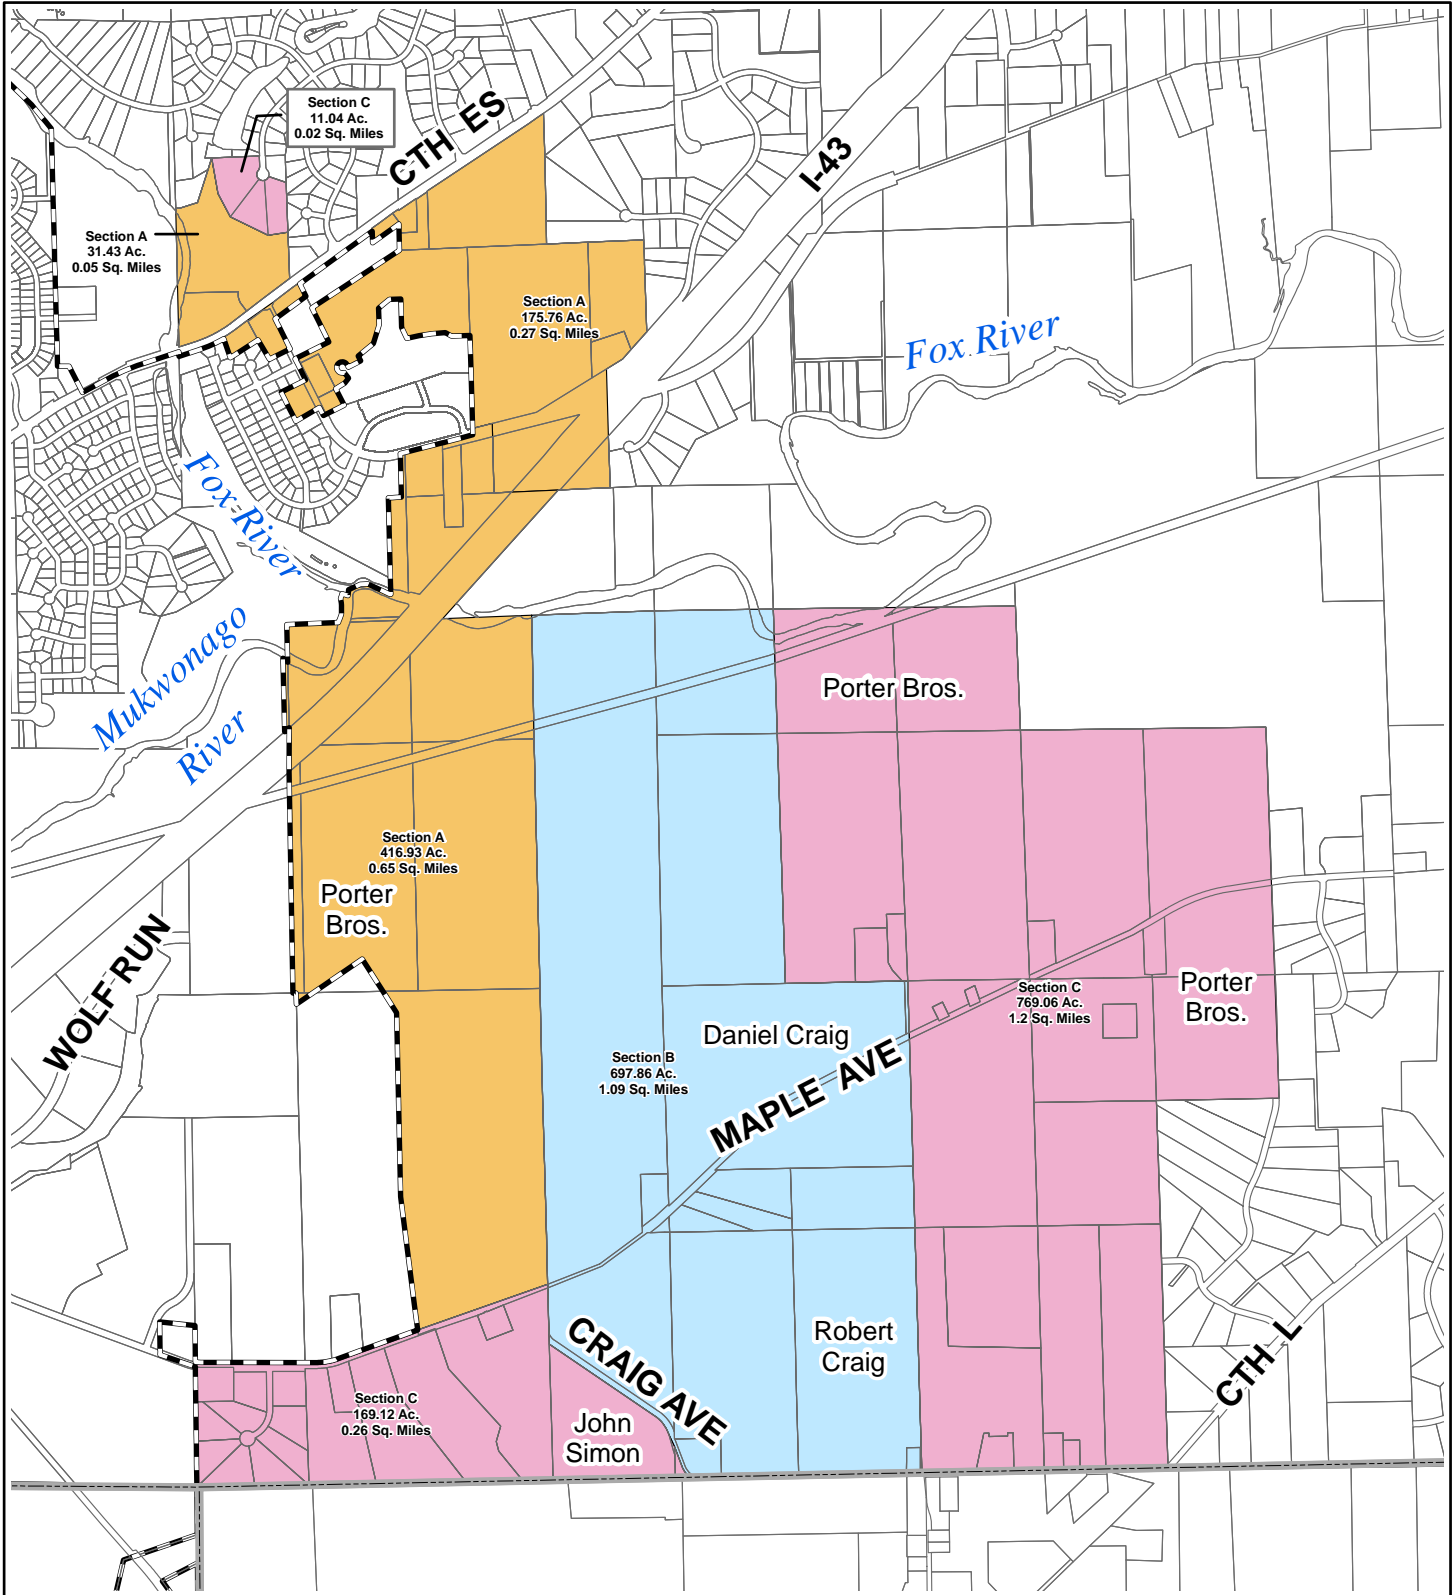 Section C
11.04 Ac.
0.02 Sq. Miles
CTH ES
I-43
Section A
31.43 Ac.
0.05 Sq. Miles
Section A
175.76 Ac.
0.27 Sq. Miles
Fox River
Fox River
Mukwonago
River
Porter Bros.
Section A
416.93 Ac.
0.65 Sq. Miles
Porter
Bros.
WOLF RUN
Section C
769.06 Ac.
1.2 Sq. Miles
Porter
Bros.
Daniel Craig
Section B
697.86 Ac.
1.09 Sq. Miles
MAPLE AVE
Robert
Craig
CRAIG AVE
CTH L
Section C
169.12 Ac.
0.26 Sq. Miles
John
Simon